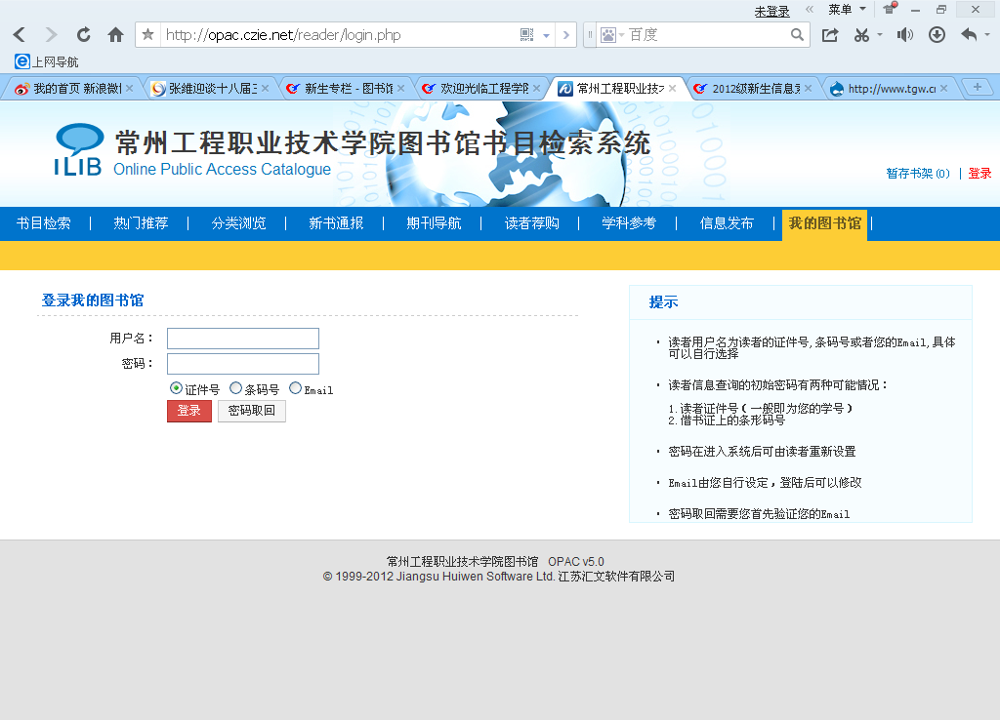 未登录 « 菜单
http://opac.czie.net/reader/login.php
百度
上网导航
我的首页 新浪微
张维迎谈十八届三
新生专栏 - 图书馆
欢迎光临工程学院
常州工程职业技术
2012级新生信息竞
http://www.tgw.c
iLIB
常州工程职业技术学院图书馆书目检索系统
Online Public Access Catalogue
暂存书架(0) | 登录
书目检索 | 热门推荐 | 分类浏览 | 新书通报 | 期刊导航 | 读者荐购 | 学科参考 | 信息发布 | 我的图书馆 |
登录我的图书馆
用户名：
密码：
证件号 条码号 Email
登录 密码取回
提示
· 读者用户名为读者的证件号,条码号或者您的Email,具体
可以自行选择
· 读者信息查询的初始密码有两种可能情况：
1.读者证件号（一般即为您的学号）
2.借书证上的条形码号
· 密码在进入系统后可由读者重新设置
· Email由您自行设定，登陆后可以修改
· 密码取回需要您首先验证您的Email
常州工程职业技术学院图书馆 OPAC v5.0
© 1999-2012 Jiangsu Huiwen Software Ltd. 江苏汇文软件有限公司